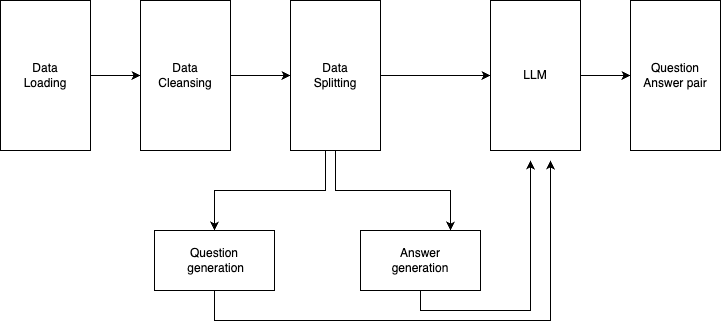 Data
Loading
Data
Cleansing
Data
Splitting
LLM
Question
Answer pair
Question
generation
Answer
generation